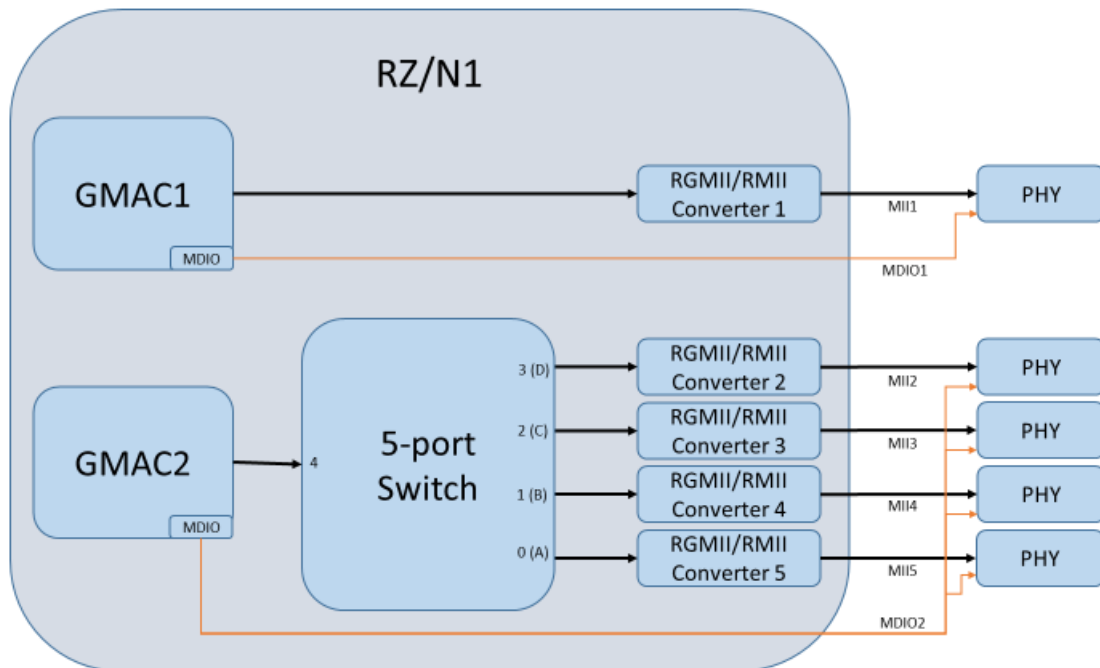 RZ/N1
GMAC1
MDIO
RGMII/RMII
Converter 1
MII1
PHY
MDIO1
GMAC2
MDIO
4
5-port
Switch
3 (D)
RGMII/RMII
Converter 2
MII2
PHY
2 (C)
RGMII/RMII
Converter 3
MII3
PHY
1 (B)
RGMII/RMII
Converter 4
MII4
PHY
0 (A)
RGMII/RMII
Converter 5
MII5
PHY
MDIO2